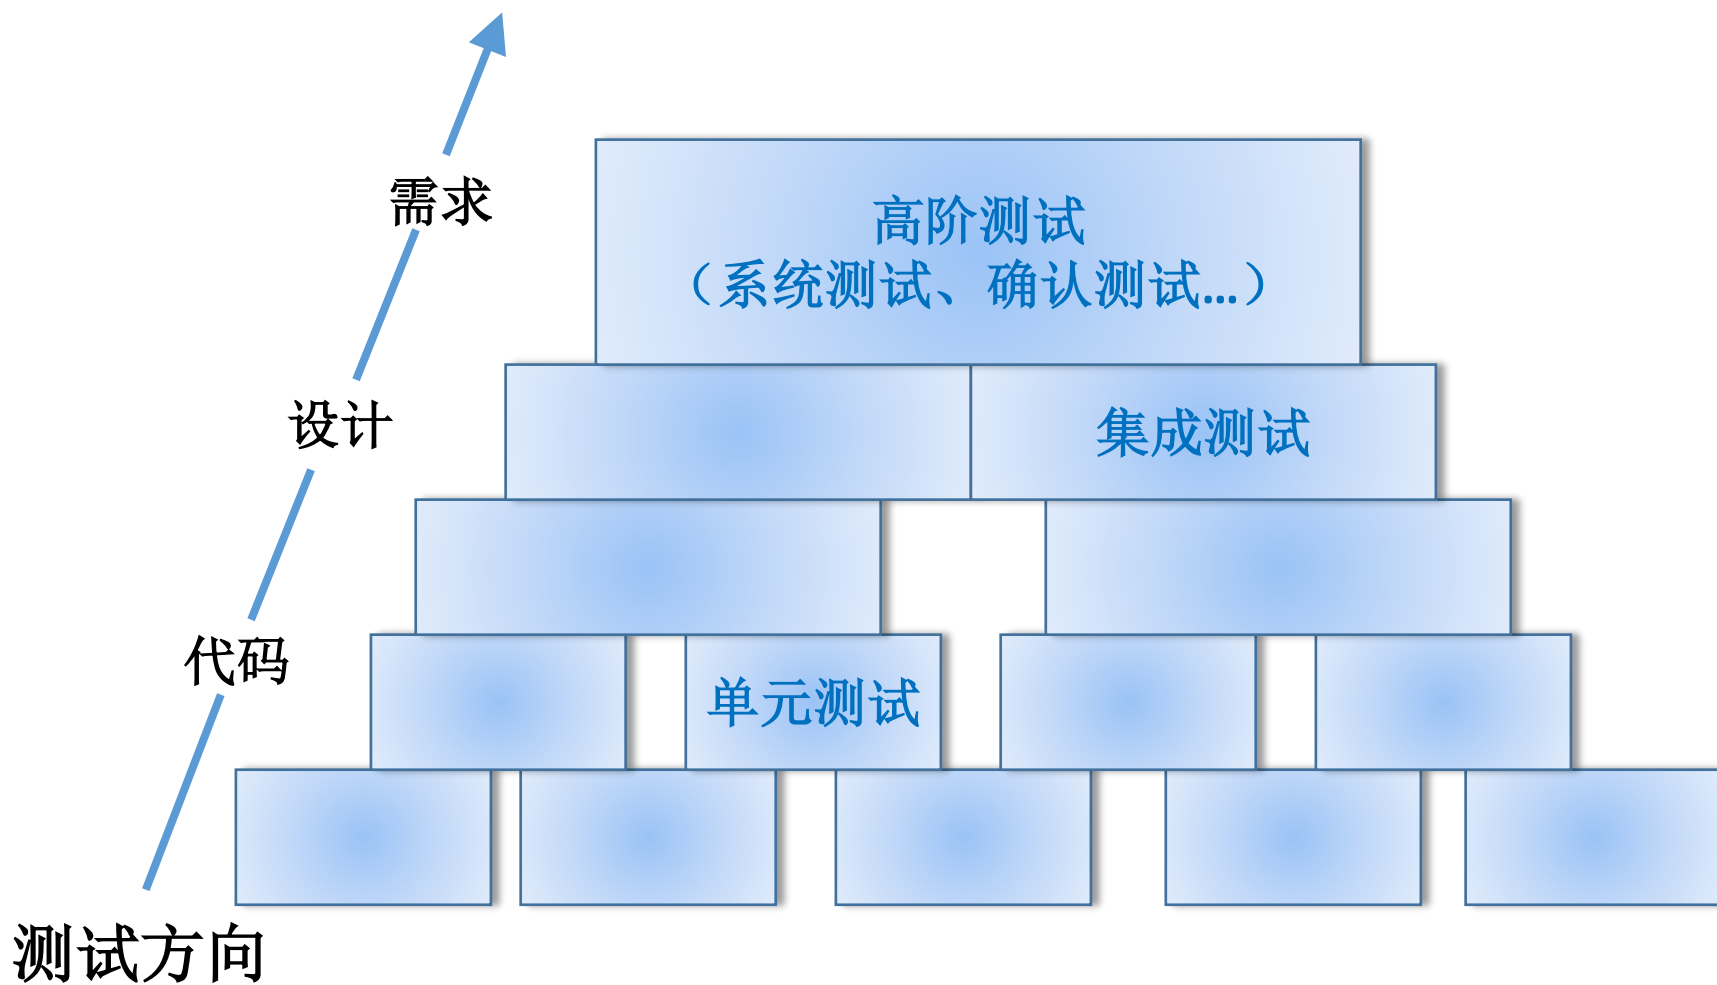 需求
高阶测试
（系统测试、确认测试...）
设计
集成测试
代码
单元测试
测试方向